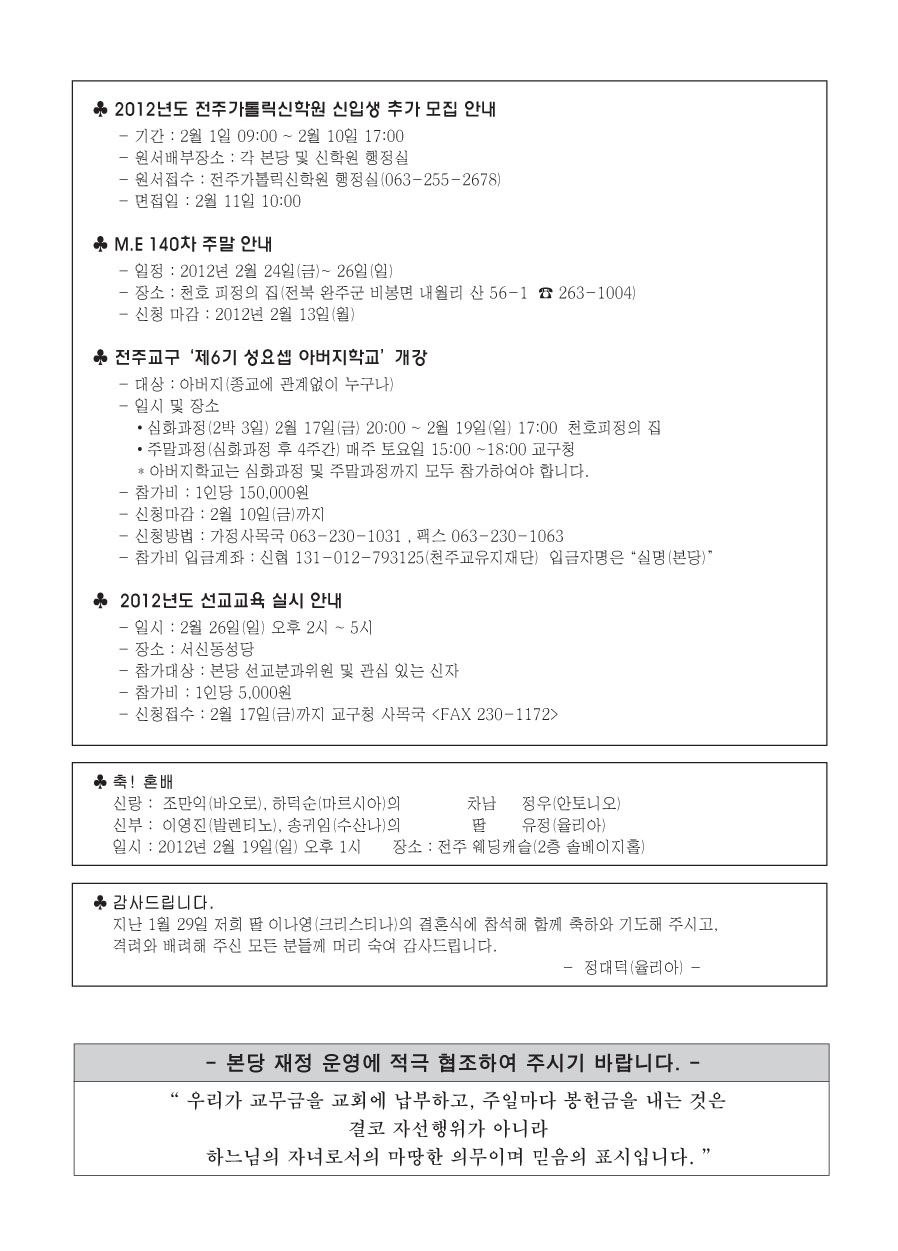 ♣ 2012년도 전주가톨릭신학원 신입생 추가 모집 안내
- 기간 : 2월 1일 09:00 ~ 2월 10일 17:00
- 원서배부장소 : 각 본당 및 신학원 행정실
- 원서접수 : 전주가톨릭신학원 행정실(063-255-2678)
- 면접일 : 2월 11일 10:00
♣ M.E 140차 주말 안내
- 일정 : 2012년 2월 24일(금)~ 26일(일)
- 장소 : 천호 피정의 집(전북 완주군 비봉면 내월리 산 56-1 ☎ 263-1004)
- 신청 마감 : 2012년 2월 13일(월)
♣ 전주교구 ‘제6기 성요셉 아버지학교’ 개강
- 대상 : 아버지(종교에 관계없이 누구나)
- 일시 및 장소
• 심화과정(2박 3일) 2월 17일(금) 20:00 ~ 2월 19일(일) 17:00 천호피정의 집
• 주말과정(심화과정 후 4주간) 매주 토요일 15:00 ~18:00 교구청
* 아버지학교는 심화과정 및 주말과정까지 모두 참가하여야 합니다.
- 참가비 : 1인당 150,000원
- 신청마감 : 2월 10일(금)까지
- 신청방법 : 가정사목국 063-230-1031 , 팩스 063-230-1063
- 참가비 입금계좌 : 신협 131-012-793125(천주교유지재단) 입금자명은 “실명(본당)”
♣ 2012년도 선교교육 실시 안내
- 일시 : 2월 26일(일) 오후 2시 ~ 5시
- 장소 : 서신동성당
- 참가대상 : 본당 선교분과위원 및 관심 있는 신자
- 참가비 : 1인당 5,000원
- 신청접수 : 2월 17일(금)까지 교구청 사목국 <FAX 230-1172>
♣ 축! 혼배
신랑 : 조만익(바오로), 하덕순(마르시아)의 차남 정우(안토니오)
신부 : 이영진(발렌티노), 송귀임(수산나)의 딸 유정(율리아)
일시 : 2012년 2월 19일(일) 오후 1시 장소 : 전주 웨딩캐슬(2층 솔베이지홀)
♣ 감사드립니다.
지난 1월 29일 저희 딸 이나영(크리스티나)의 결혼식에 참석해 함께 축하와 기도해 주시고,
격려와 배려해 주신 모든 분들께 머리 숙여 감사드립니다.
- 정대덕(율리아) -
- 본당 재정 운영에 적극 협조하여 주시기 바랍니다. -
“ 우리가 교무금을 교회에 납부하고, 주일마다 봉헌금을 내는 것은
결코 자선행위가 아니라
하느님의 자녀로서의 마땅한 의무이며 믿음의 표시입니다. ”